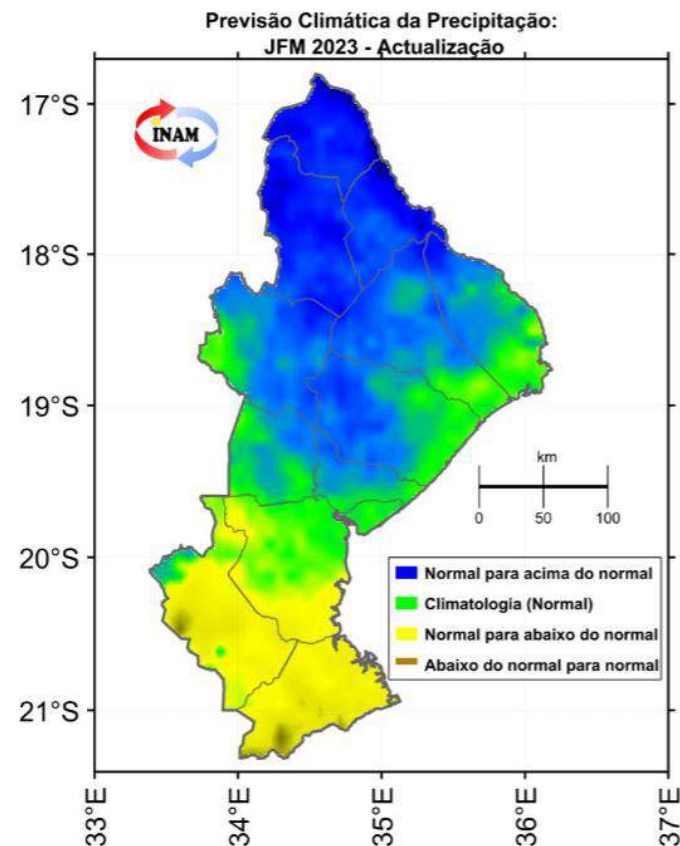 Previsão Climática da Precipitação:
JFM 2023 - Actualização
17°S
INAM
18°S
19°S
km
0 50 100
20°S
Normal para acima do normal
Climatologia (Normal)
Normal para abaixo do normal
Abaixo do normal para normal
21°S
33°E 34°E 35°E 36°E 37°E